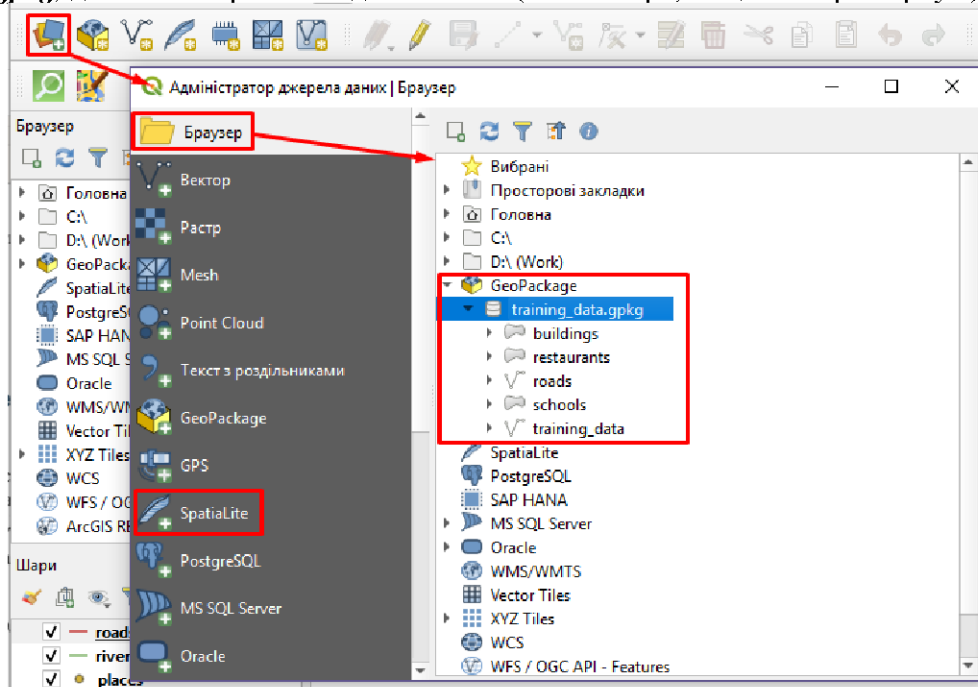 Адміністратор джерела даних | Браузер
Браузер
Головна
C:\
D:\ (Work
GeoPacka
SpatiaLite
PostgreS
SAP HAN
MS SQL S
Oracle
WMS/WM
Vector Til
XYZ Tiles
WCS
WFS / OG
ArcGIS RE
Шари
road
river
places
Браузер
Вектор
Растр
Mesh
Point Cloud
Текст з роздільниками
GeoPackage
GPS
SpatiaLite
PostgreSQL
MS SQL Server
Oracle
Вибрані
Просторові закладки
Головна
C:\
D:\ (Work)
GeoPackage
training_data.gpkg
buildings
restaurants
roads
schools
training_data
SpatiaLite
PostgreSQL
SAP HANA
MS SQL Server
Oracle
WMS/WMTS
Vector Tiles
XYZ Tiles
WCS
WFS / OGC API - Features